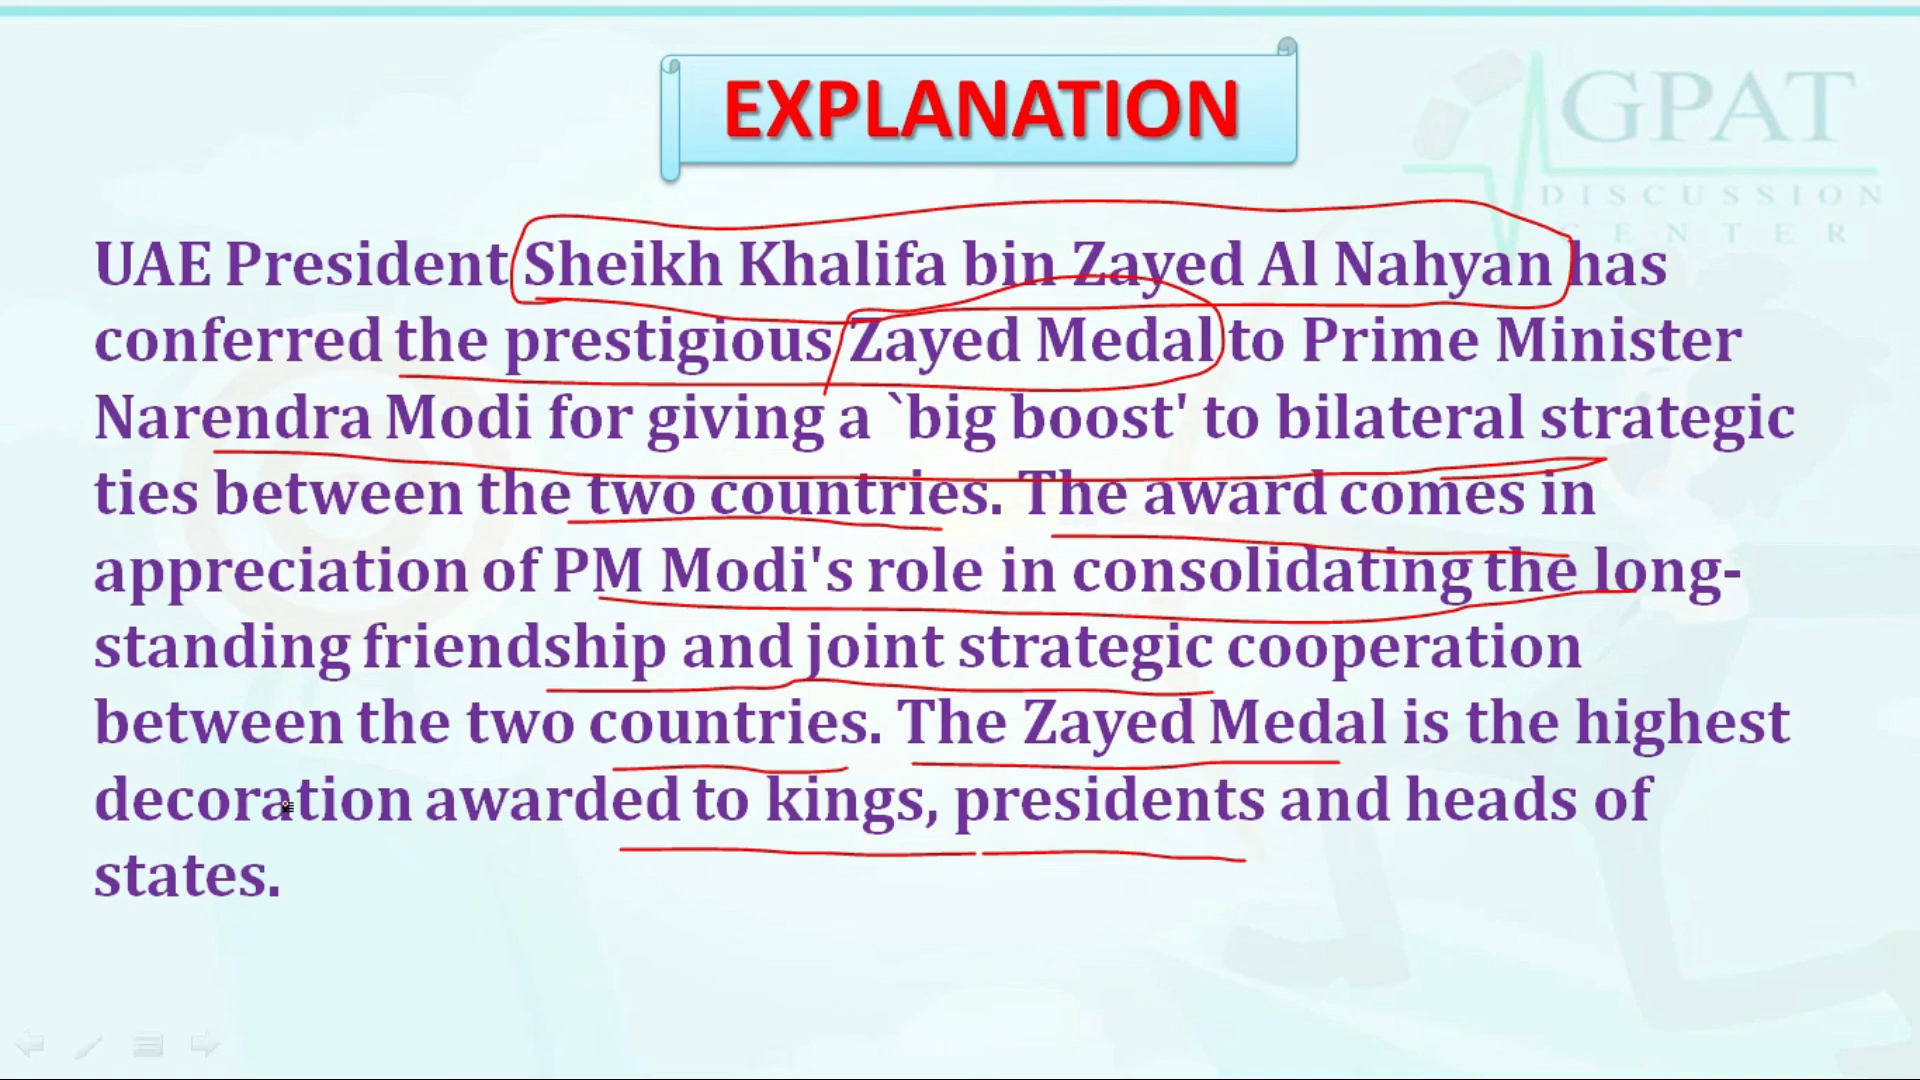 EXPLANATION
GPAT
DISCUSSION
CENTER
UAE President Sheikh Khalifa bin Zayed Al Nahyan has
conferred the prestigious Zayed Medal to Prime Minister
Narendra Modi for giving a `big boost' to bilateral strategic
ties between the two countries. The award comes in
appreciation of PM Modi's role in consolidating the long-
standing friendship and joint strategic cooperation
between the two countries. The Zayed Medal is the highest
decoration awarded to kings, presidents and heads of
states.